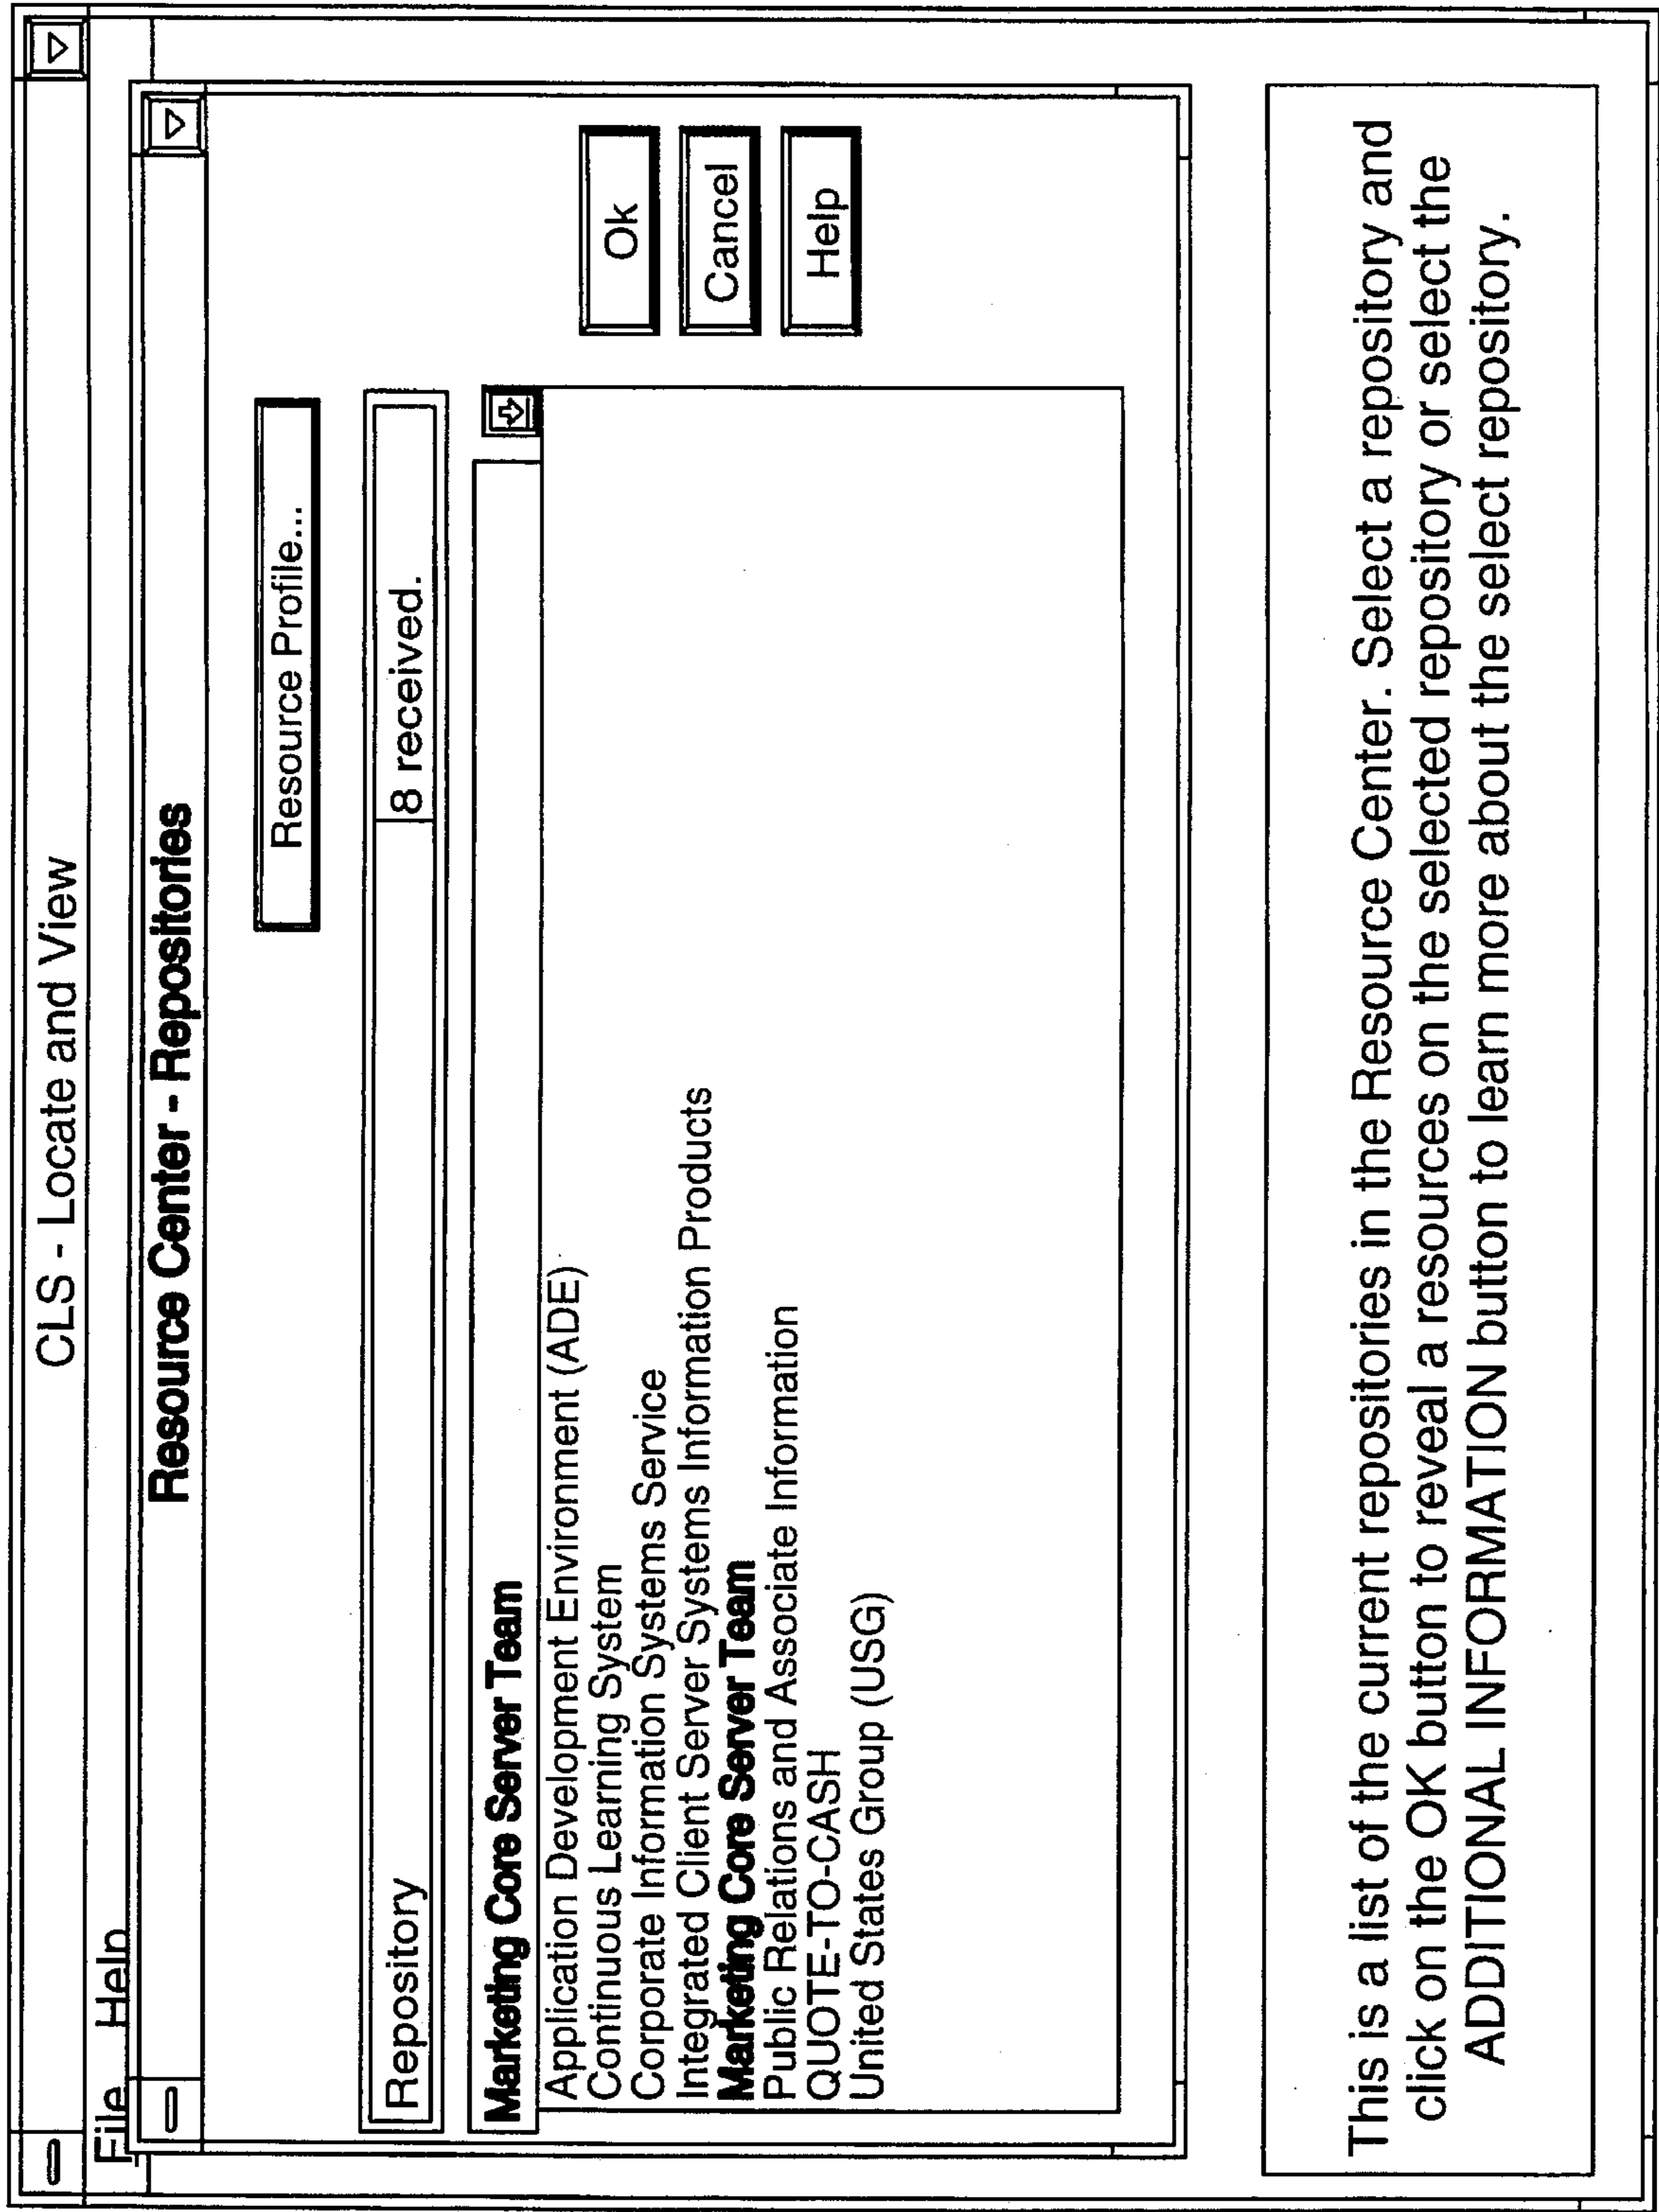 CLS - Locate and View
File Help
Resource Center - Repositories
Resource Profile...
Repository
8 received.
Marketing Core Server Team
Application Development Environment (ADE)
Continuous Learning System
Corporate Information Systems Service
Integrated Client Server Systems Information Products
Marketing Core Server Team
Public Relations and Associate Information
QUOTE-TO-CASH
United States Group (USG)
Ok
Cancel
Help
This is a list of the current repositories in the Resource Center. Select a repository and
click on the OK button to reveal a resources on the selected repository or select the
ADDITIONAL INFORMATION button to learn more about the select repository.